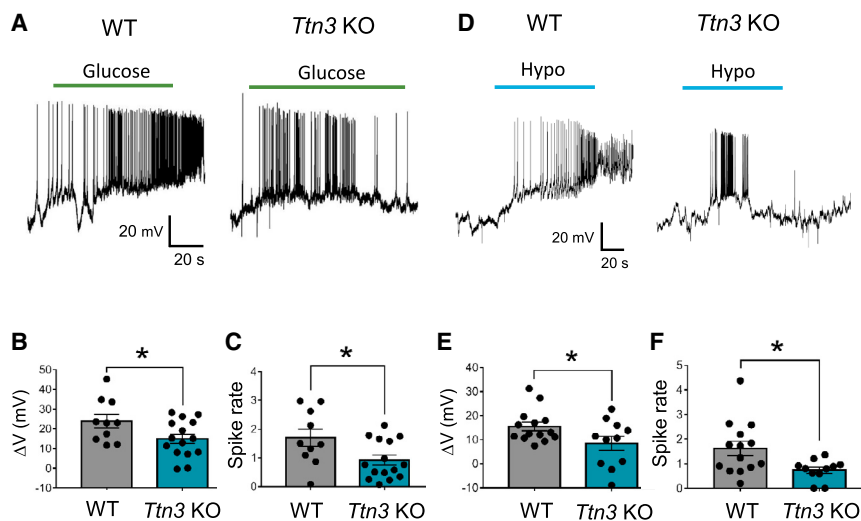 A
WT
Ttn3 KO
Glucose
Glucose
20 mV
20 s
D
WT
Ttn3 KO
Hypo
Hypo
20 mV
20 s
B
ΔV (mV)
50
40
30
20
10
0
-10
*
WT
Ttn3 KO
C
Spike rate
4
3
2
1
0
*
WT
Ttn3 KO
E
ΔV (mV)
40
30
20
10
0
-10
*
WT
Ttn3 KO
F
Spike rate
5
4
3
2
1
0
*
WT
Ttn3 KO